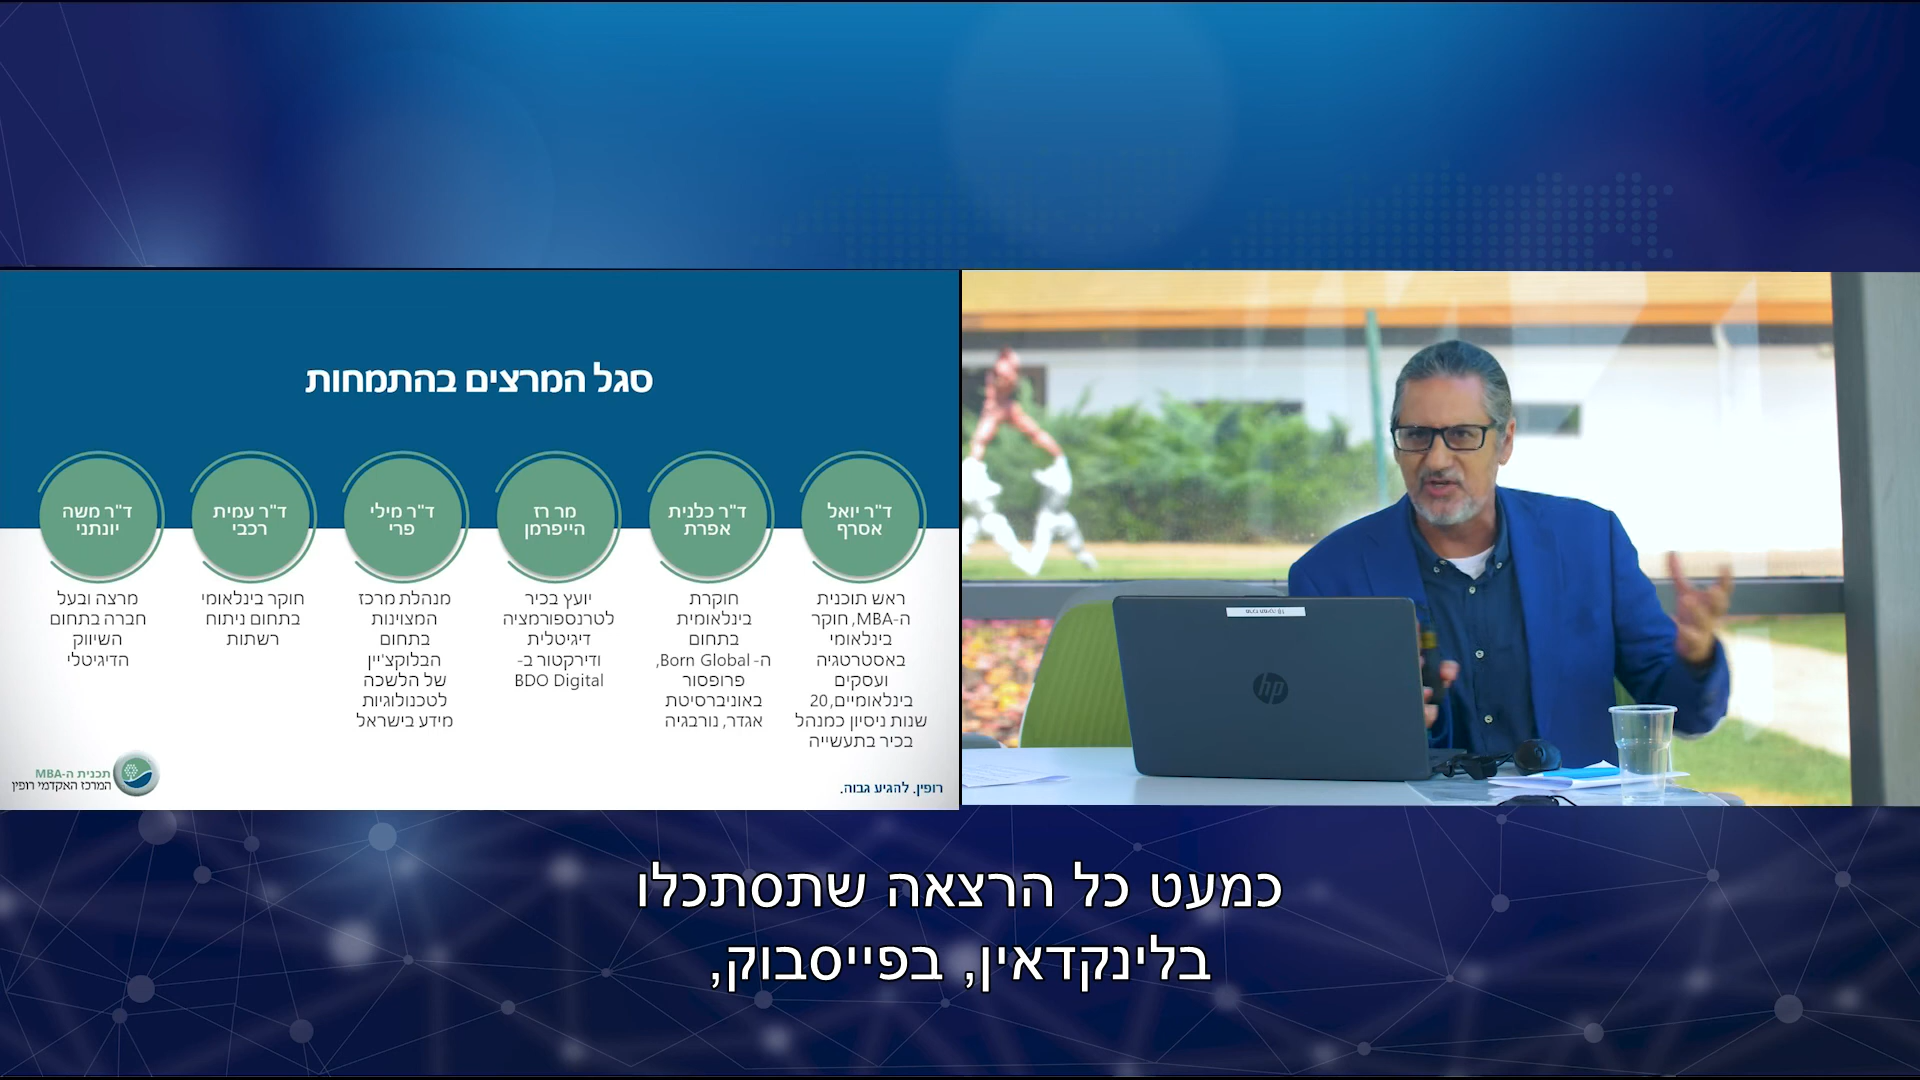 סגל המרצים בהתמחות
ד"ר יואל
אסרף
ראש תוכנית
ה-MBA, חוקר
בינלאומי
באסטרטגיה
ועסקים
בינלאומיים, 20
שנות ניסיון כמנהל
בכיר בתעשייה
ד"ר כלנית
אפרת
חוקרת
בינלאומית
בתחום
ה- Born Global,
פרופסור
באוניברסיטת
אגדר, נורבגיה
מר רז
הייפרמן
יועץ בכיר
לטרנספורמציה
דיגיטלית
ודירקטור ב-
BDO Digital
ד"ר מילי
פרי
מנהלת מרכז
המצוינות
בתחום
הבלוקצ'יין
של הלשכה
לטכנולוגיות
מידע בישראל
ד"ר עמית
רכבי
חוקר בינלאומי
בתחום ניתוח
רשתות
ד"ר משה
יונתני
מרצה ובעל
חברה בתחום
השיווק
הדיגיטלי
רופין. להגיע גבוה.
תכנית ה-MBA
המרכז האקדמי רופין
hp
כמעט כל הרצאה שתסתכלו
בלינקדאין, בפייסבוק,